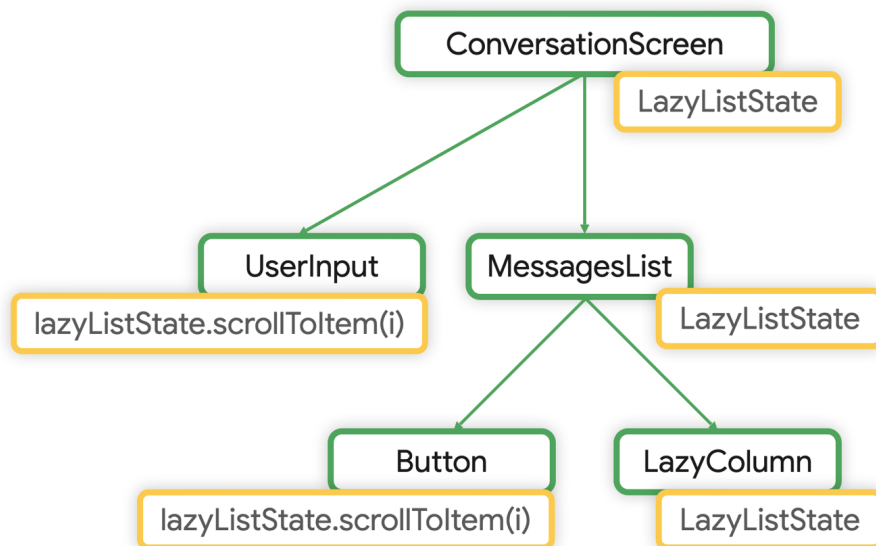 ConversationScreen
LazyListState
UserInput
MessagesList
lazyListState.scrollToItem(i)
LazyListState
Button
LazyColumn
lazyListState.scrollToItem(i)
LazyListState